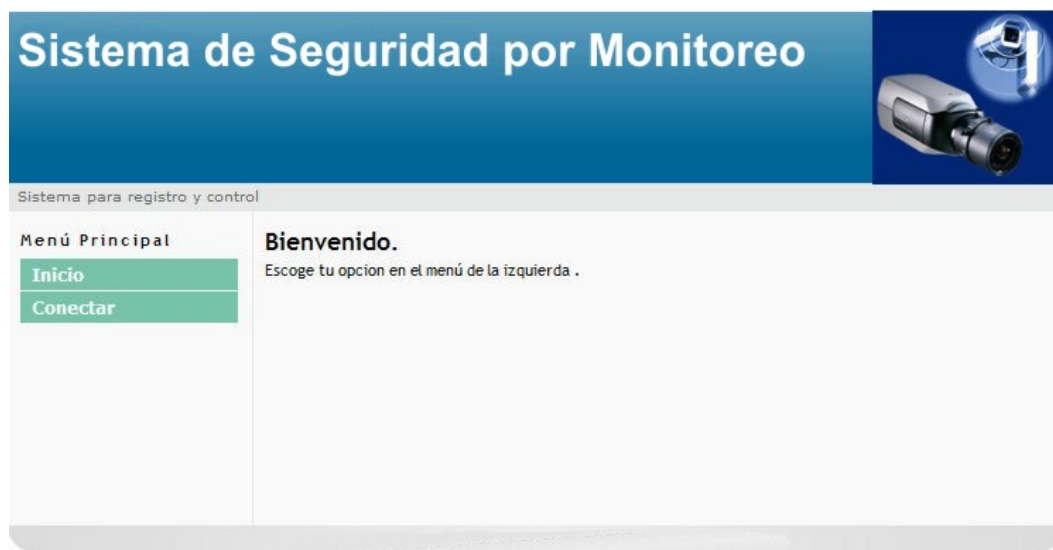 Sistema de Seguridad por Monitoreo
Sistema para registro y control
Menú Principal
Inicio
Conectar
Bienvenido.
Escoge tu opcion en el menú de la izquierda .